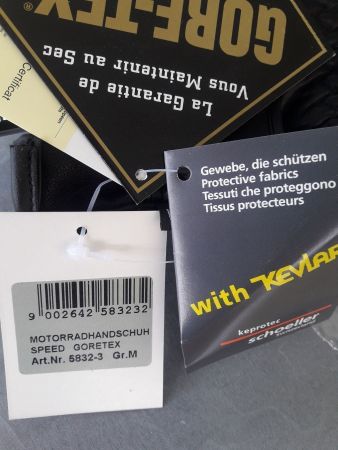 GORE-TEX®
La Garantie de
Vous Maintenir au Sec
Certificat
Gewebe, die schützen
Protective fabrics
Tessuti che proteggono
Tissus protecteurs
with KEVLAR
keprotec
schoeller
9 002642 583232
MOTORRADHANDSCHUH
SPEED GORETEX
Art.Nr. 5832-3 Gr.M